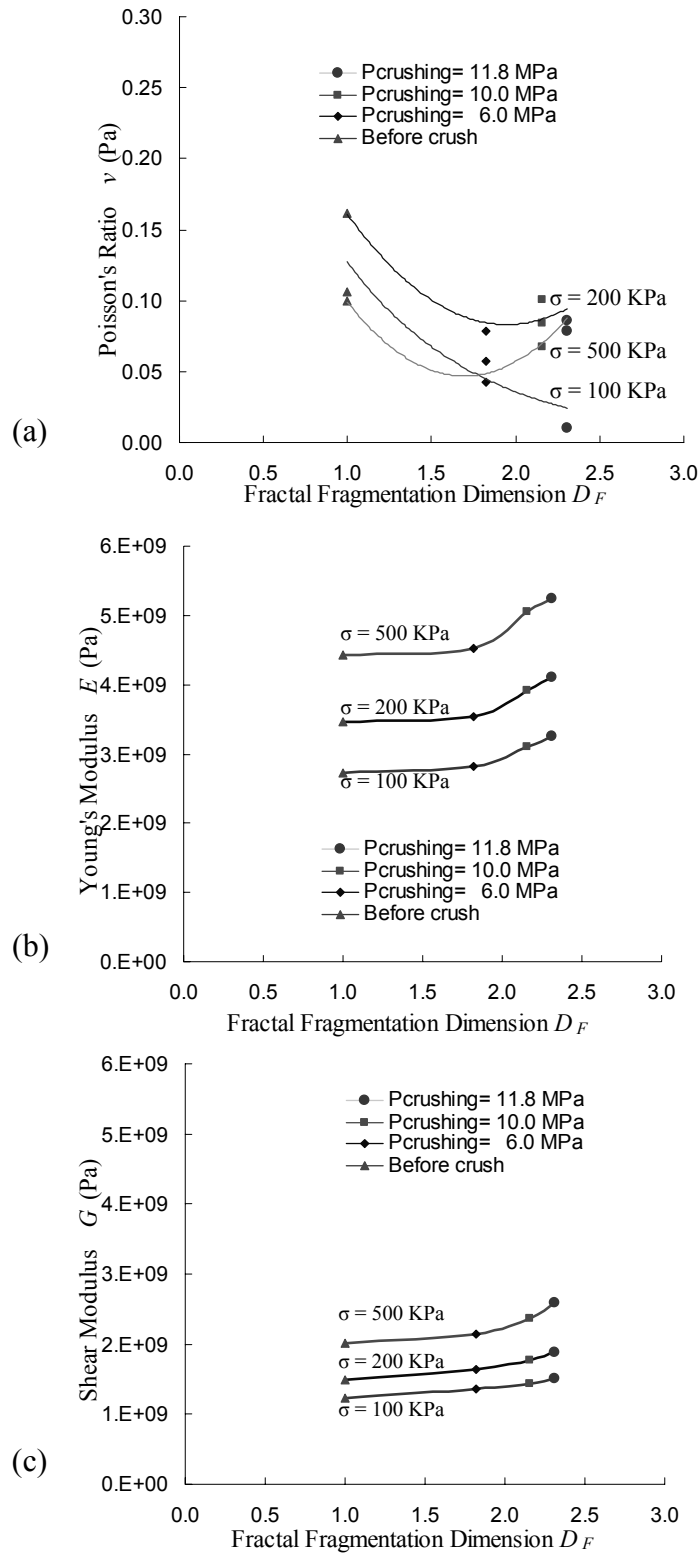 0.30
Pcrushing= 11.8 MPa
0.25
Pcrushing= 10.0 MPa
Pcrushing= 6.0 MPa
0.20
Before crush
Poisson's Ratio ν (Pa)
0.15
0.10
σ = 200 KPa
σ = 500 KPa
0.05
σ = 100 KPa
(a)
0.00
0.0 0.5 1.0 1.5 2.0 2.5 3.0
Fractal Fragmentation Dimension D F
6.E+09
5.E+09
σ = 500 KPa
Young's Modulus E (Pa)
4.E+09
σ = 200 KPa
3.E+09
σ = 100 KPa
2.E+09
Pcrushing= 11.8 MPa
Pcrushing= 10.0 MPa
1.E+09
Pcrushing= 6.0 MPa
Before crush
(b)
0.E+00
0.0 0.5 1.0 1.5 2.0 2.5 3.0
Fractal Fragmentation Dimension D F
6.E+09
Pcrushing= 11.8 MPa
Pcrushing= 10.0 MPa
5.E+09
Pcrushing= 6.0 MPa
Before crush
4.E+09
Shear Modulus G (Pa)
3.E+09
σ = 500 KPa
2.E+09
σ = 200 KPa
1.E+09
σ = 100 KPa
(c)
0.E+00
0.0 0.5 1.0 1.5 2.0 2.5 3.0
Fractal Fragmentation Dimension D F